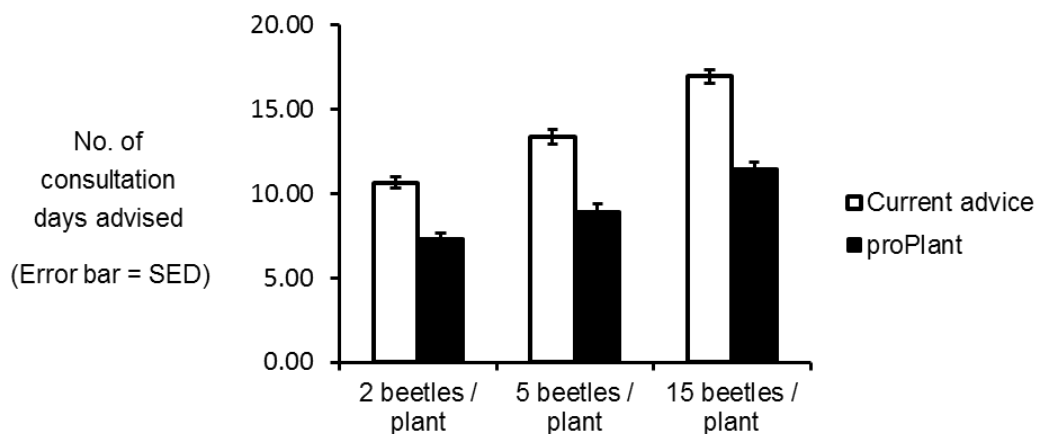 No. of
consultation
days advised
(Error bar = SED)
20.00
15.00
10.00
5.00
0.00
2 beetles /
plant
5 beetles /
plant
15 beetles /
plant
Current advice
proPlant